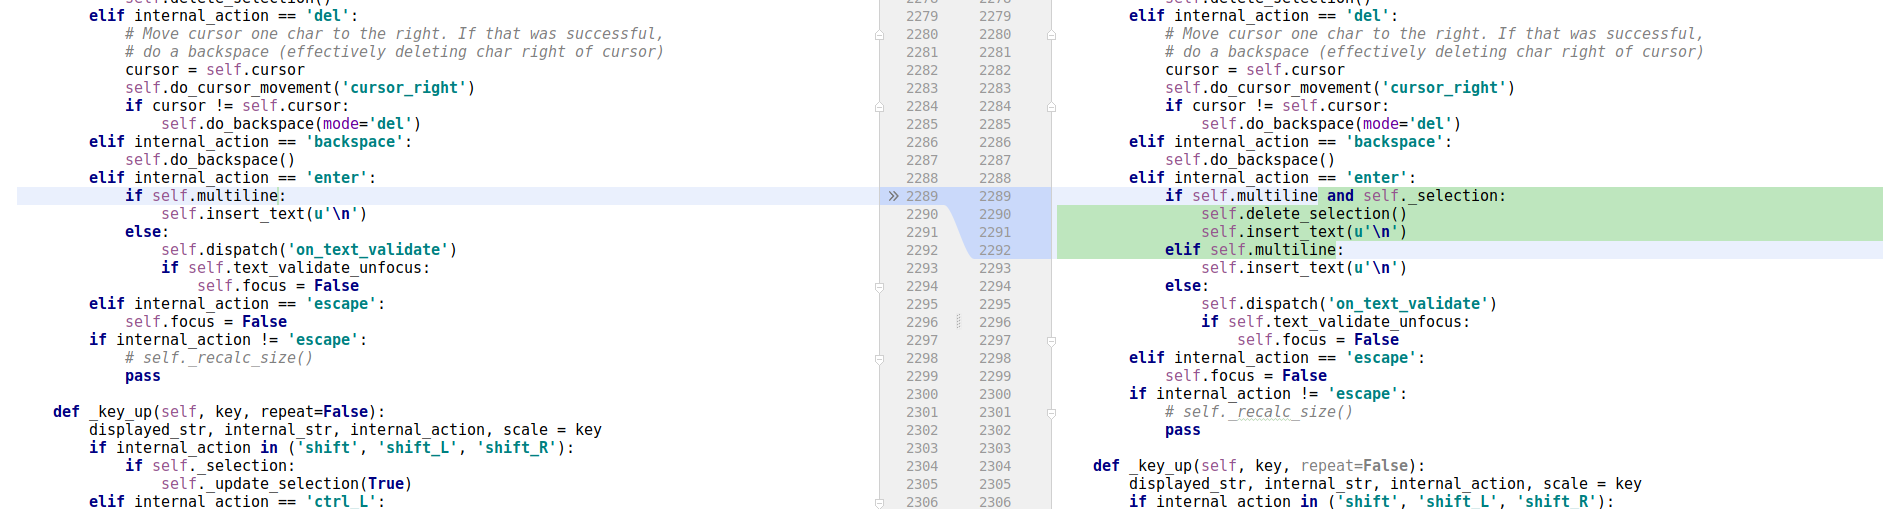 self.delete_selection()
elif internal_action == 'del':
# Move cursor one char to the right. If that was successful,
# do a backspace (effectively deleting char right of cursor)
cursor = self.cursor
self.do_cursor_movement('cursor_right')
if cursor != self.cursor:
self.do_backspace(mode='del')
elif internal_action == 'backspace':
self.do_backspace()
elif internal_action == 'enter':
if self.multiline:
self.insert_text(u'\n')
else:
self.dispatch('on_text_validate')
if self.text_validate_unfocus:
self.focus = False
elif internal_action == 'escape':
self.focus = False
if internal_action != 'escape':
# self._recalc_size()
pass
def _key_up(self, key, repeat=False):
displayed_str, internal_str, internal_action, scale = key
if internal_action in ('shift', 'shift_L', 'shift_R'):
if self._selection:
self._update_selection(True)
elif internal_action == 'ctrl_L':
2278 2278
2279 2279
2280 2280
2281 2281
2282 2282
2283 2283
2284 2284
2285 2285
2286 2286
2287 2287
2288 2288
» 2289 2289
2290 2290
2291 2291
2292 2292
2293 2293
2294 2294
2295 2295
2296 2296
2297 2297
2298 2298
2299 2299
2300 2300
2301 2301
2302 2302
2303 2303
2304 2304
2305 2305
2306 2306
self.delete_selection()
elif internal_action == 'del':
# Move cursor one char to the right. If that was successful,
# do a backspace (effectively deleting char right of cursor)
cursor = self.cursor
self.do_cursor_movement('cursor_right')
if cursor != self.cursor:
self.do_backspace(mode='del')
elif internal_action == 'backspace':
self.do_backspace()
elif internal_action == 'enter':
if self.multiline and self._selection:
self.delete_selection()
self.insert_text(u'\n')
elif self.multiline:
self.insert_text(u'\n')
else:
self.dispatch('on_text_validate')
if self.text_validate_unfocus:
self.focus = False
elif internal_action == 'escape':
self.focus = False
if internal_action != 'escape':
# self._recalc_size()
pass
def _key_up(self, key, repeat=False):
displayed_str, internal_str, internal_action, scale = key
if internal_action in ('shift', 'shift_L', 'shift_R'):